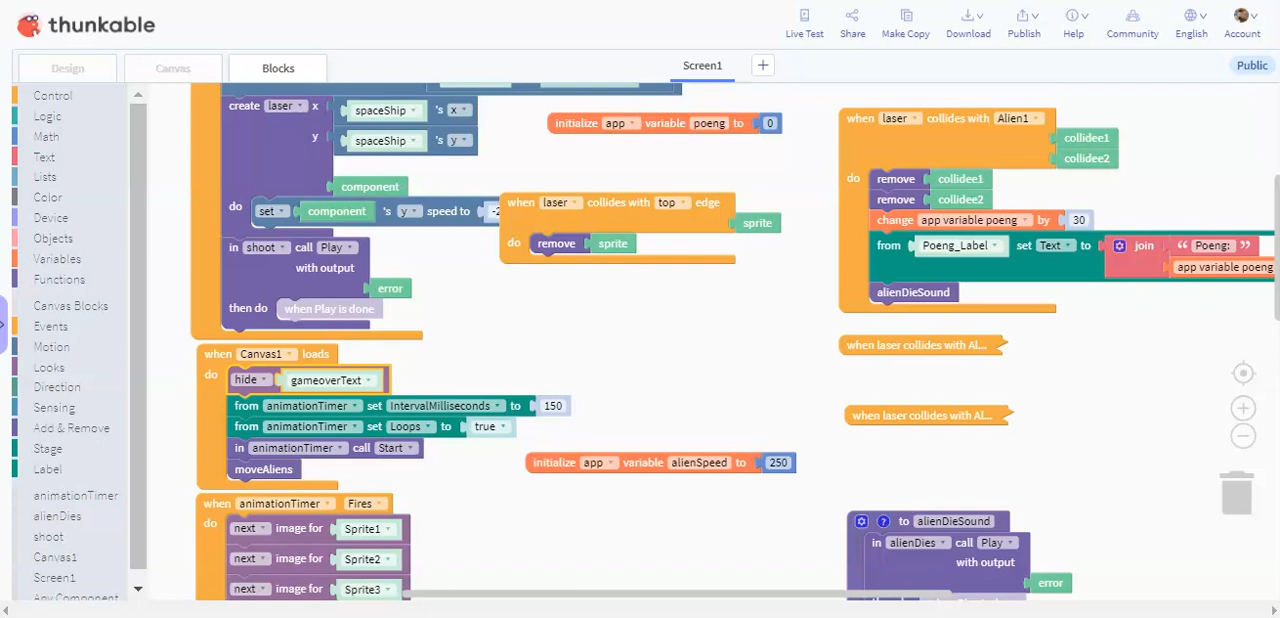 thunkable
Live Test
Share
Make Copy
Download
Publish
Help
Community
English
Account
Design
Canvas
Blocks
Screen1
Public
Control
Logic
Math
Text
Lists
Color
Device
Objects
Variables
Functions
Canvas Blocks
Events
Motion
Looks
Direction
Sensing
Add & Remove
Stage
Label
animationTimer
alienDies
shoot
Canvas1
Screen1
Any Component
create laser x spaceShip 's x
y spaceShip 's y
component
do set component 's y speed to
in shoot call Play
with output
error
then do when Play is done
initialize app variable poeng to 0
when laser collides with top edge
sprite
do remove sprite
when Canvas1 loads
do hide gameoverText
from animationTimer set IntervalMilliseconds to 150
from animationTimer set Loops to true
in animationTimer call Start
moveAliens
initialize app variable alienSpeed to 250
when animationTimer Fires
do next image for Sprite1
next image for Sprite2
next image for Sprite3
when laser collides with Alien1
collidee1
collidee2
do remove collidee1
remove collidee2
change app variable poeng by 30
from Poeng_Label set Text to join “ Poeng: ”
app variable poeng
alienDieSound
when laser collides with Al...
when laser collides with Al...
? to alienDieSound
in alienDies call Play
with output
error